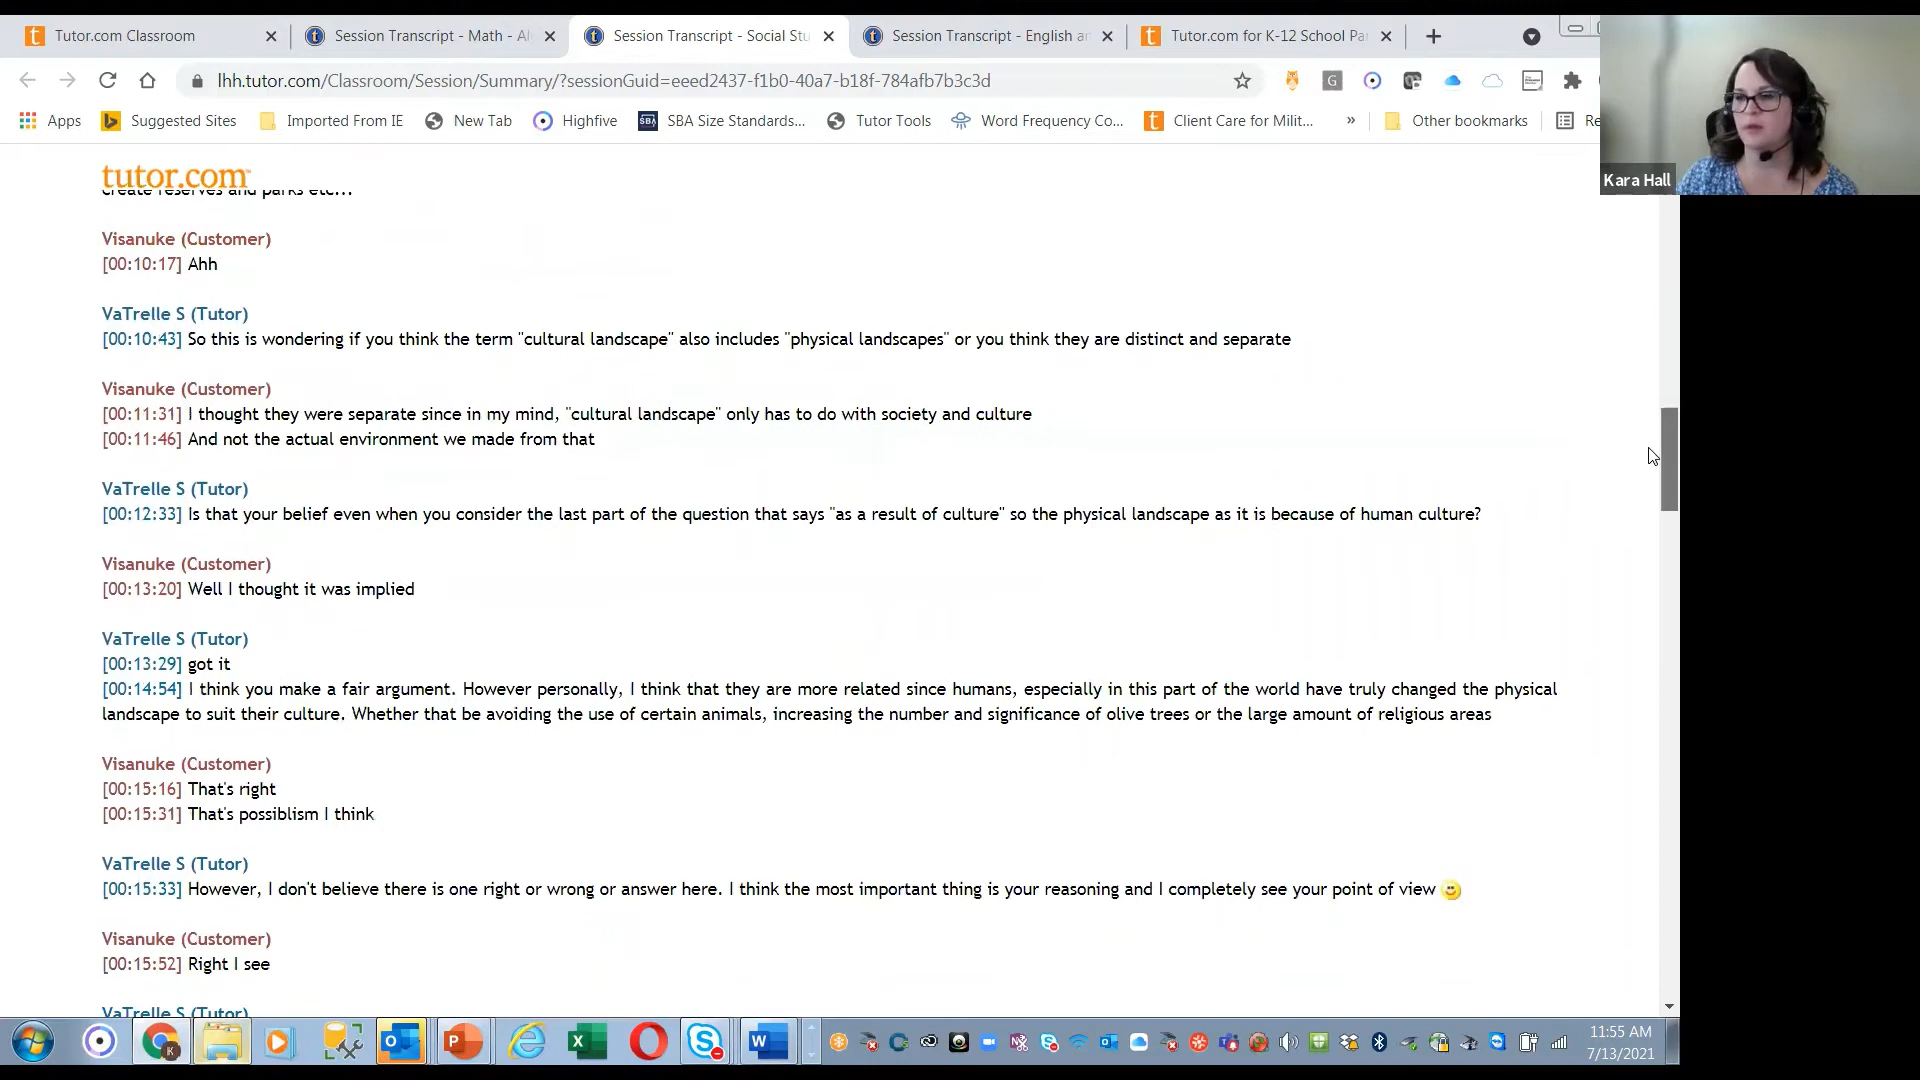 Tutor.com Classroom
Session Transcript - Math - Al
Session Transcript - Social Stu
Session Transcript - English an
Tutor.com for K-12 School Pa
lhh.tutor.com/Classroom/Session/Summary/?sessionGuid=eeed2437-f1b0-40a7-b18f-784afb7b3c3d
Apps
Suggested Sites
Imported From IE
New Tab
Highfive
SBA Size Standards...
Tutor Tools
Word Frequency Co...
Client Care for Milit...
»
Other bookmarks
Re
Kara Hall
tutor.com
create reserves and parks etc...
Visanuke (Customer)
[00:10:17] Ahh
VaTrelle S (Tutor)
[00:10:43] So this is wondering if you think the term "cultural landscape" also includes "physical landscapes" or you think they are distinct and separate
Visanuke (Customer)
[00:11:31] I thought they were separate since in my mind, "cultural landscape" only has to do with society and culture
[00:11:46] And not the actual environment we made from that
VaTrelle S (Tutor)
[00:12:33] Is that your belief even when you consider the last part of the question that says "as a result of culture" so the physical landscape as it is because of human culture?
Visanuke (Customer)
[00:13:20] Well I thought it was implied
VaTrelle S (Tutor)
[00:13:29] got it
[00:14:54] I think you make a fair argument. However personally, I think that they are more related since humans, especially in this part of the world have truly changed the physical
landscape to suit their culture. Whether that be avoiding the use of certain animals, increasing the number and significance of olive trees or the large amount of religious areas
Visanuke (Customer)
[00:15:16] That's right
[00:15:31] That's possiblism I think
VaTrelle S (Tutor)
[00:15:33] However, I don't believe there is one right or wrong or answer here. I think the most important thing is your reasoning and I completely see your point of view
Visanuke (Customer)
[00:15:52] Right I see
VaTrelle S (Tutor)
11:55 AM
7/13/2021